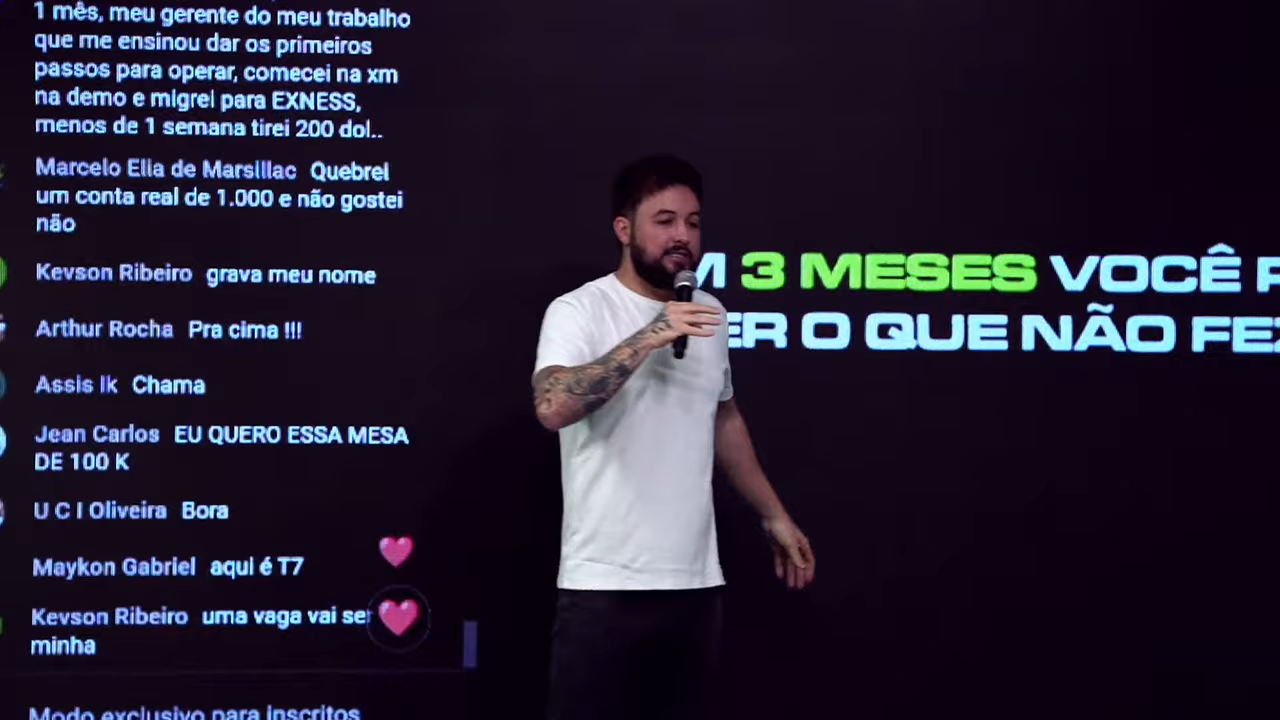 1 mês, meu gerente do meu trabalho
que me ensinou dar os primeiros
passos para operar, comecei na xm
na demo e migrei para EXNESS,
menos de 1 semana tirei 200 dol..
Marcelo Elia de Marsillac Quebrei
um conta real de 1.000 e não gostei
não
Kevson Ribeiro grava meu nome
Arthur Rocha Pra cima !!!
Assis Ik Chama
Jean Carlos EU QUERO ESSA MESA
DE 100 K
U C I Oliveira Bora
Maykon Gabriel aqui é T7
Kevson Ribeiro uma vaga vai ser
minha
Modo exclusivo para inscritos
M 3 MESES VOCÊ
ER O QUE NÃO FEZ